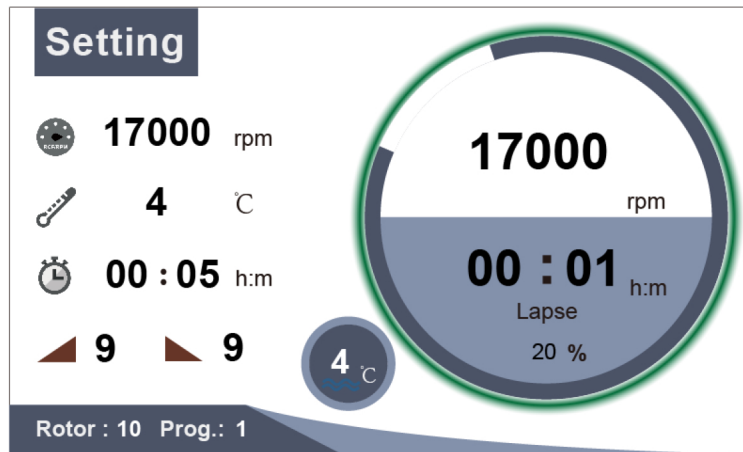 Setting
17000 rpm
4 ℃
00 : 05 h:m
9 9
17000
rpm
00 : 01 h:m
Lapse
20 %
4 ℃
Rotor : 10 Prog.: 1